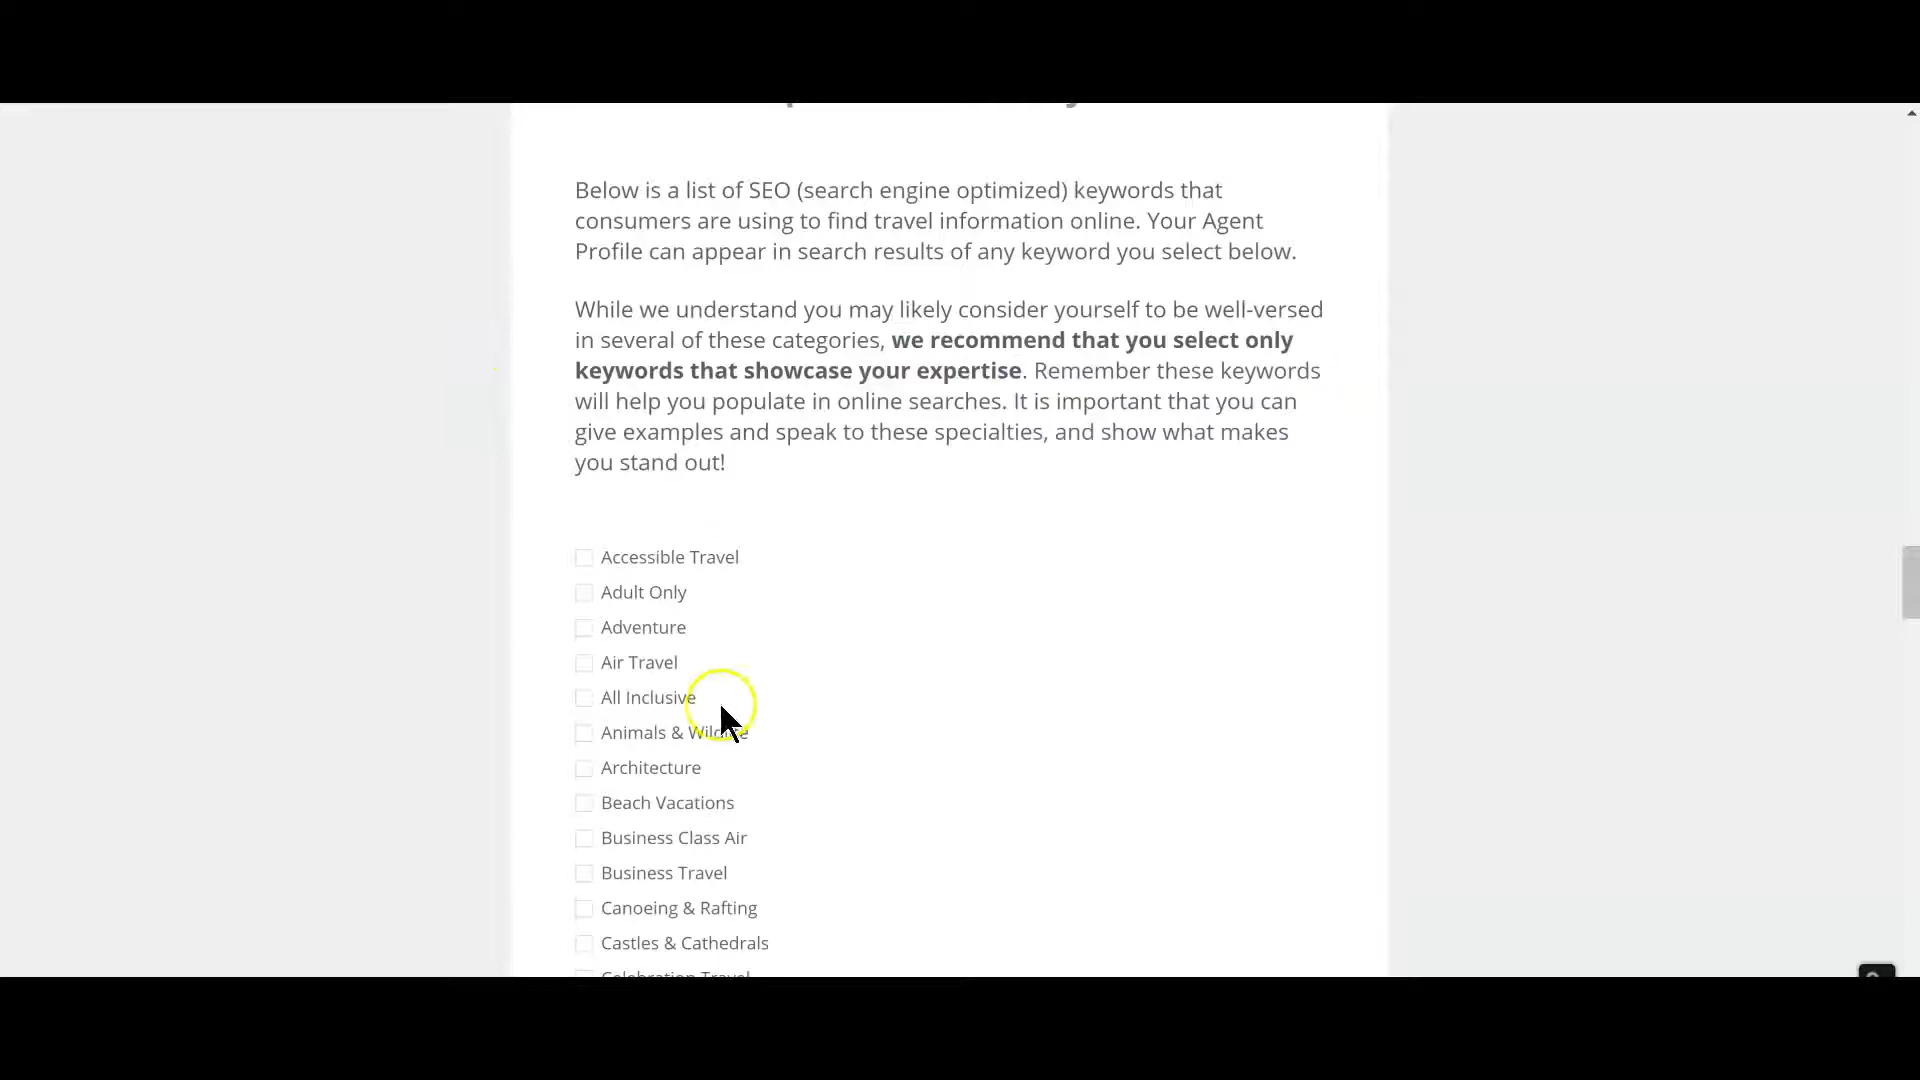 Below is a list of SEO (search engine optimized) keywords that
consumers are using to find travel information online. Your Agent
Profile can appear in search results of any keyword you select below.
While we understand you may likely consider yourself to be well-versed
in several of these categories, we recommend that you select only
keywords that showcase your expertise. Remember these keywords
will help you populate in online searches. It is important that you can
give examples and speak to these specialties, and show what makes
you stand out!
Accessible Travel
Adult Only
Adventure
Air Travel
All Inclusive
Animals & Wildlife
Architecture
Beach Vacations
Business Class Air
Business Travel
Canoeing & Rafting
Castles & Cathedrals
Celebration Travel